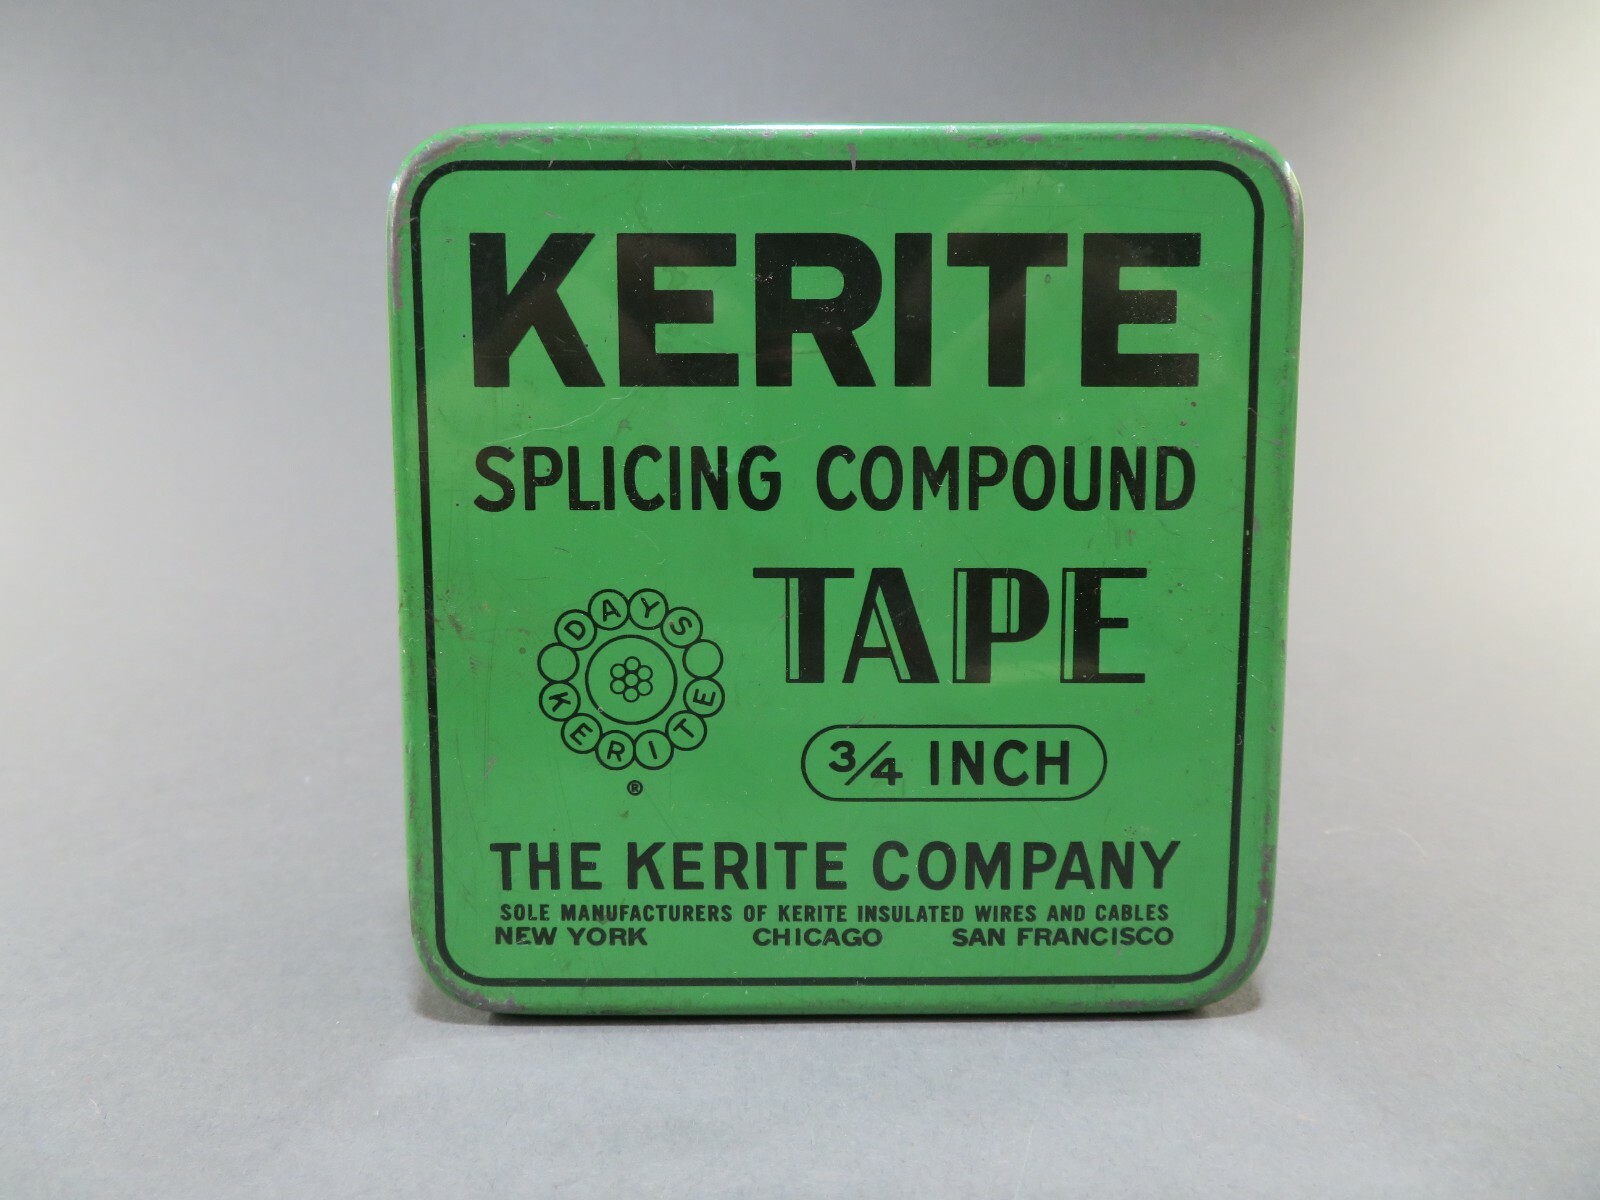 KERITE
SPLICING COMPOUND
TAPE
DAYS
KERITE
®
3/4 INCH
THE KERITE COMPANY
SOLE MANUFACTURERS OF KERITE INSULATED WIRES AND CABLES
NEW YORK CHICAGO SAN FRANCISCO